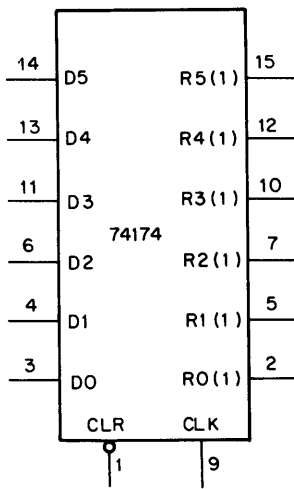 14 D5 R5(1) 15
13 D4 R4(1) 12
11 D3 R3(1) 10
74174
6 D2 R2(1) 7
4 D1 R1(1) 5
3 D0 R0(1) 2
CLR CLK
1 9